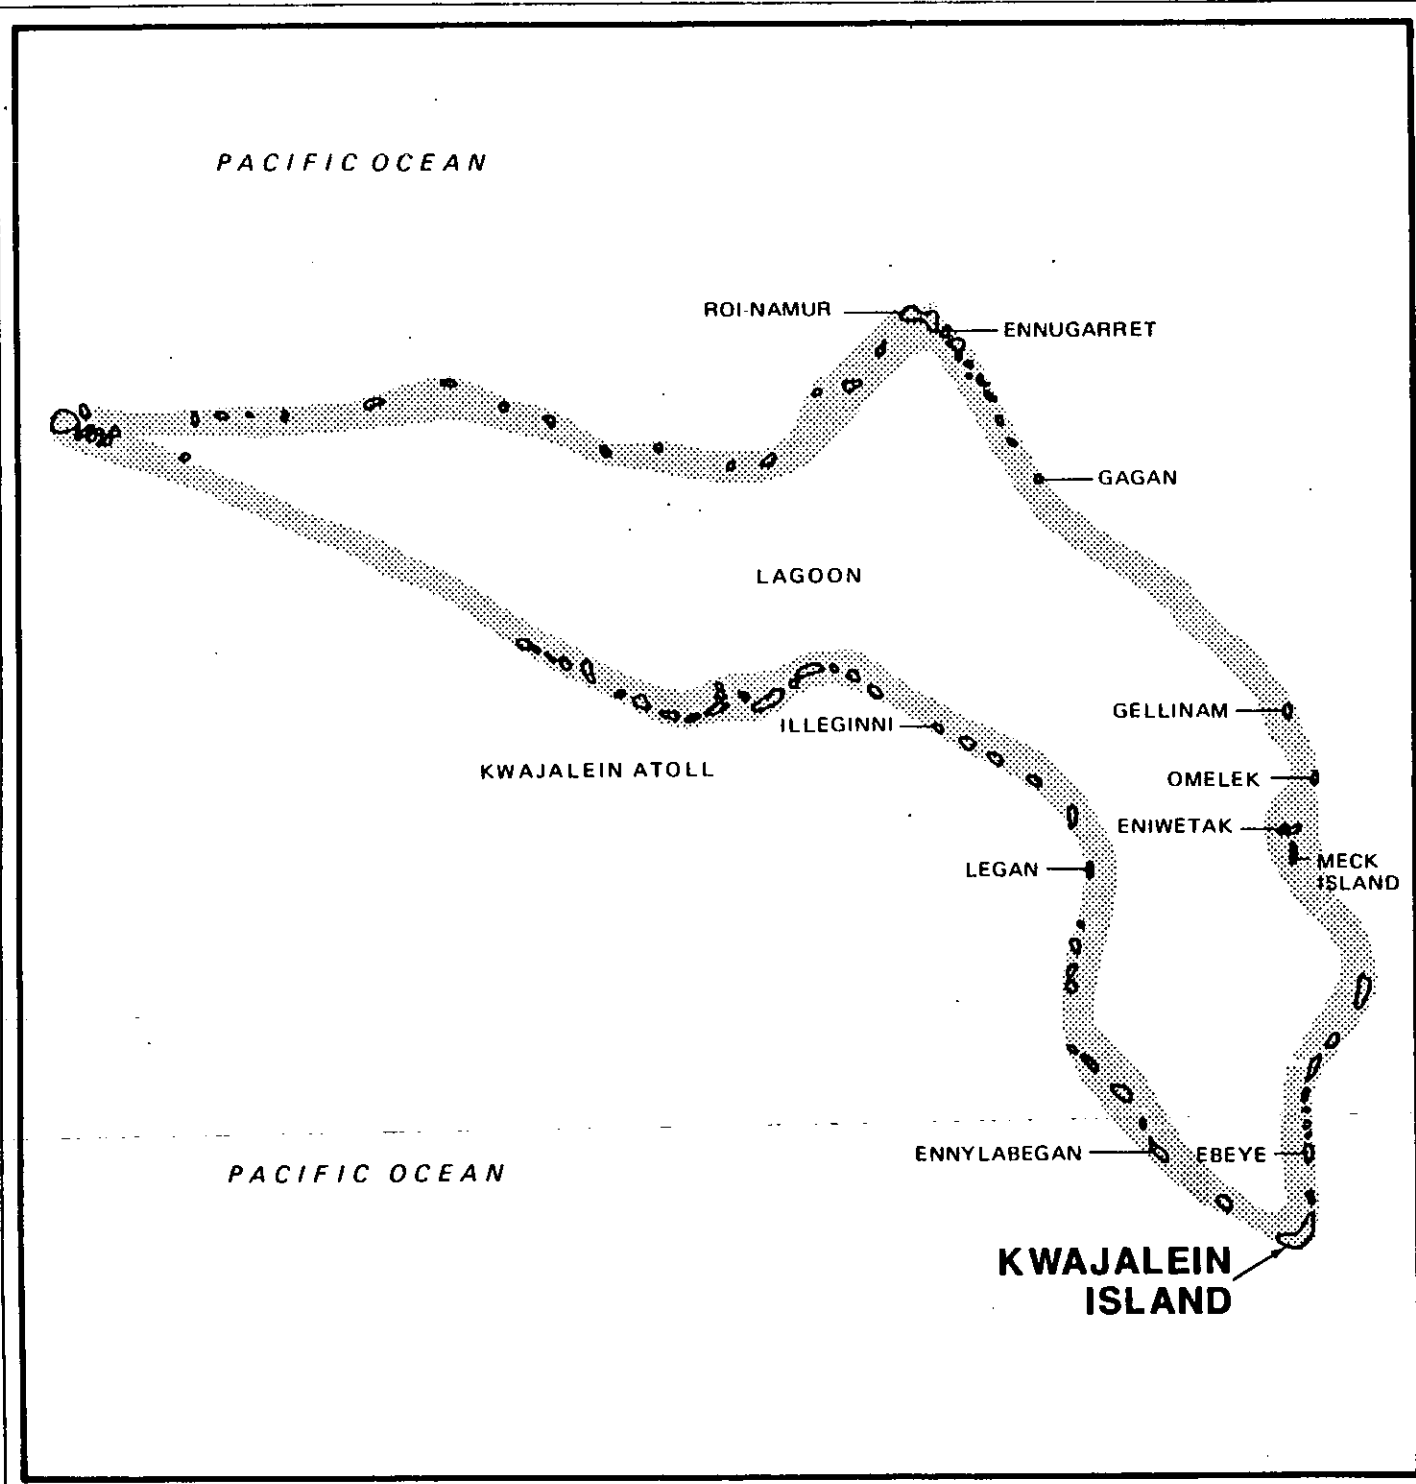 PACIFIC OCEAN
ROI-NAMUR
ENNUGARRET
GAGAN
LAGOON
GELLINAM
ILLEGINNI
KWAJALEIN ATOLL
OMELEK
ENIWETAK
LEGAN
MECK
ISLAND
ENNYLABEGAN
EBEYE
PACIFIC OCEAN
KWAJALEIN
ISLAND